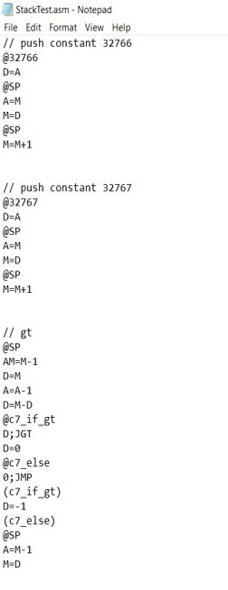 StackTest.asm - Notepad
File Edit Format View Help
// push constant 32766
@32766
D=A
@SP
A=M
M=D
@SP
M=M+1
// push constant 32767
@32767
D=A
@SP
A=M
M=D
@SP
M=M+1
// gt
@SP
AM=M-1
D=M
A=A-1
D=M-D
@c7_if_gt
D;JGT
D=0
@c7_else
0;JMP
(c7_if_gt)
D=-1
(c7_else)
@SP
A=M-1
M=D